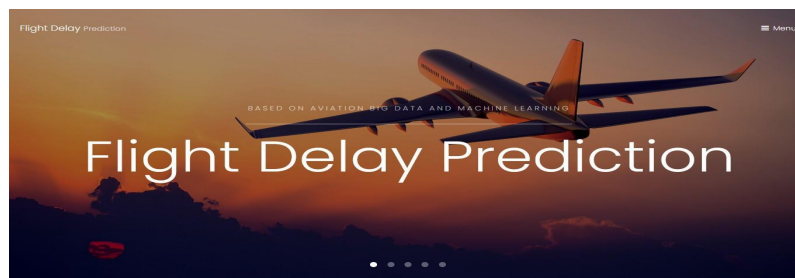 Flight Delay Prediction
Menu
BASED ON AVIATION BIG DATA AND MACHINE LEARNING
Flight Delay Prediction